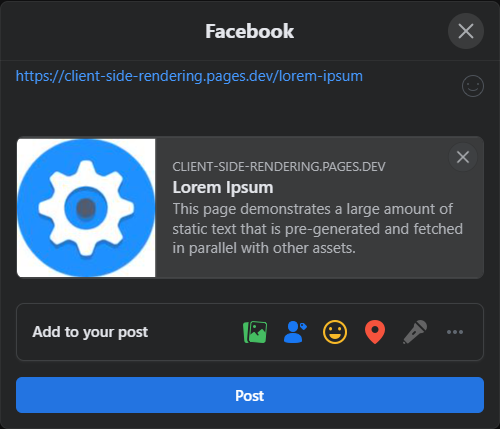 Facebook
https://client-side-rendering.pages.dev/lorem-ipsum
CLIENT-SIDE-RENDERING.PAGES.DEV
Lorem Ipsum
This page demonstrates a large amount of
static text that is pre-generated and fetched
in parallel with other assets.
Add to your post
Post